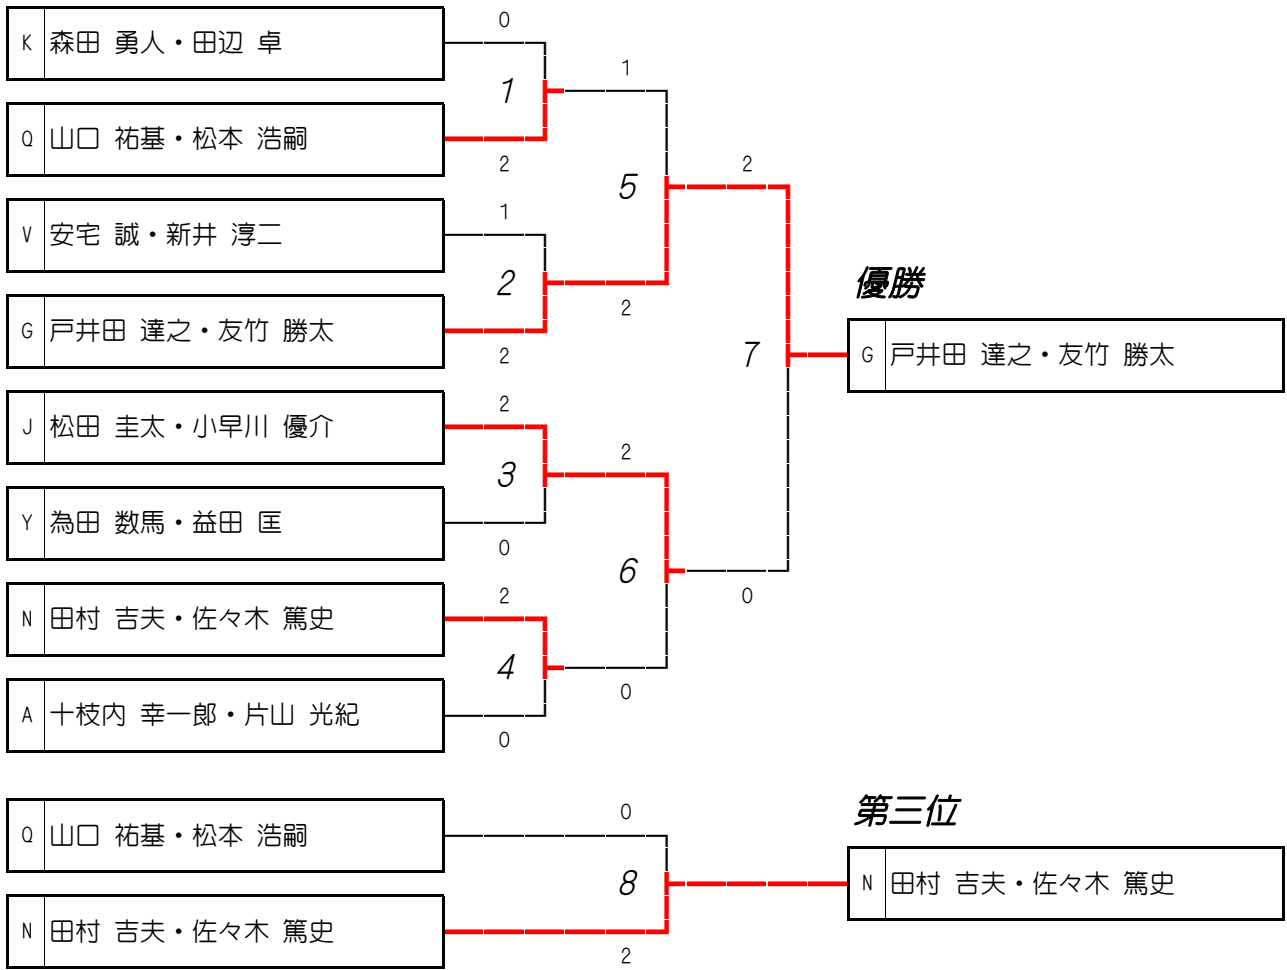 0
K 森田 勇人・田辺 卓
1
1
Q 山口 祐基・松本 浩嗣
2
2
5
1
V 安宅 誠・新井 淳二
2
優勝
2
G 戸井田 達之・友竹 勝太
2
7
G 戸井田 達之・友竹 勝太
2
J 松田 圭太・小早川 優介
2
3
Y 為田 数馬・益田 匡
0
6
2
0
N 田村 吉夫・佐々木 篤史
4
0
A 十枝内 幸一郎・片山 光紀
0
0
第三位
Q 山口 祐基・松本 浩嗣
8
N 田村 吉夫・佐々木 篤史
N 田村 吉夫・佐々木 篤史
2